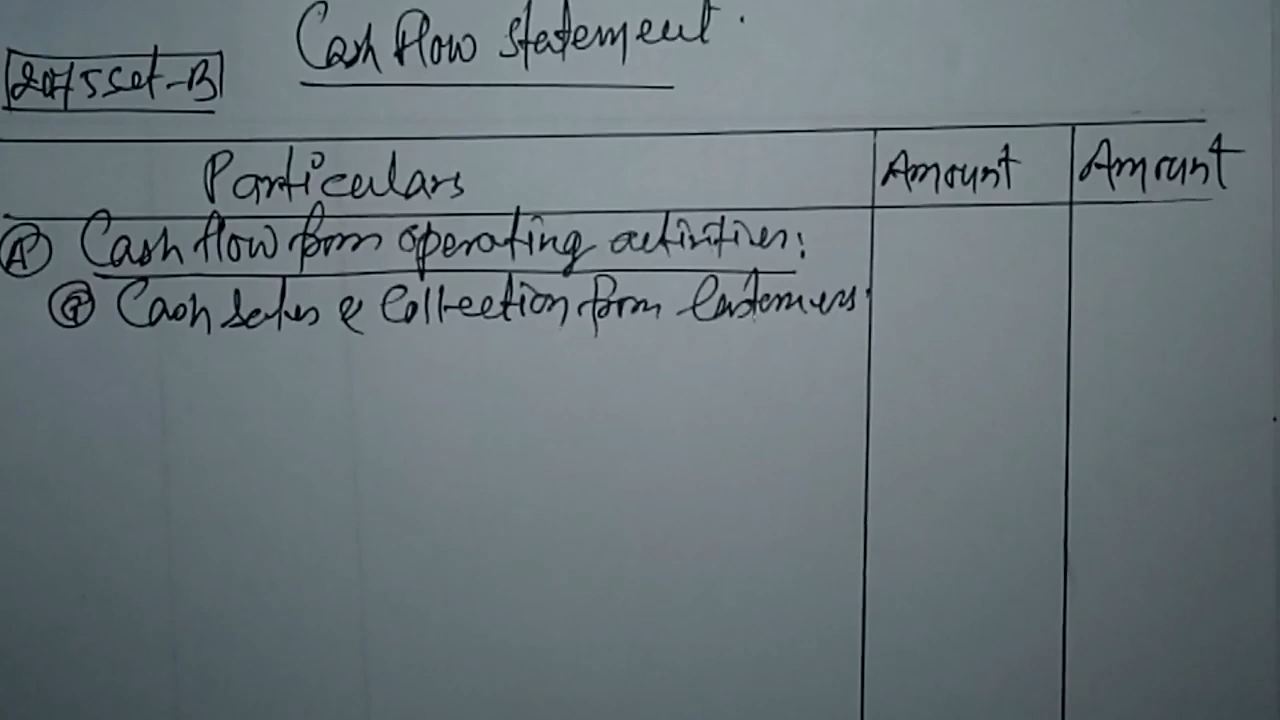 Cash flow statement.
2075 Set-B
Particulars Amount Amount
A Cash flow from operating activities:
a Cash sales & Collection from Customers.